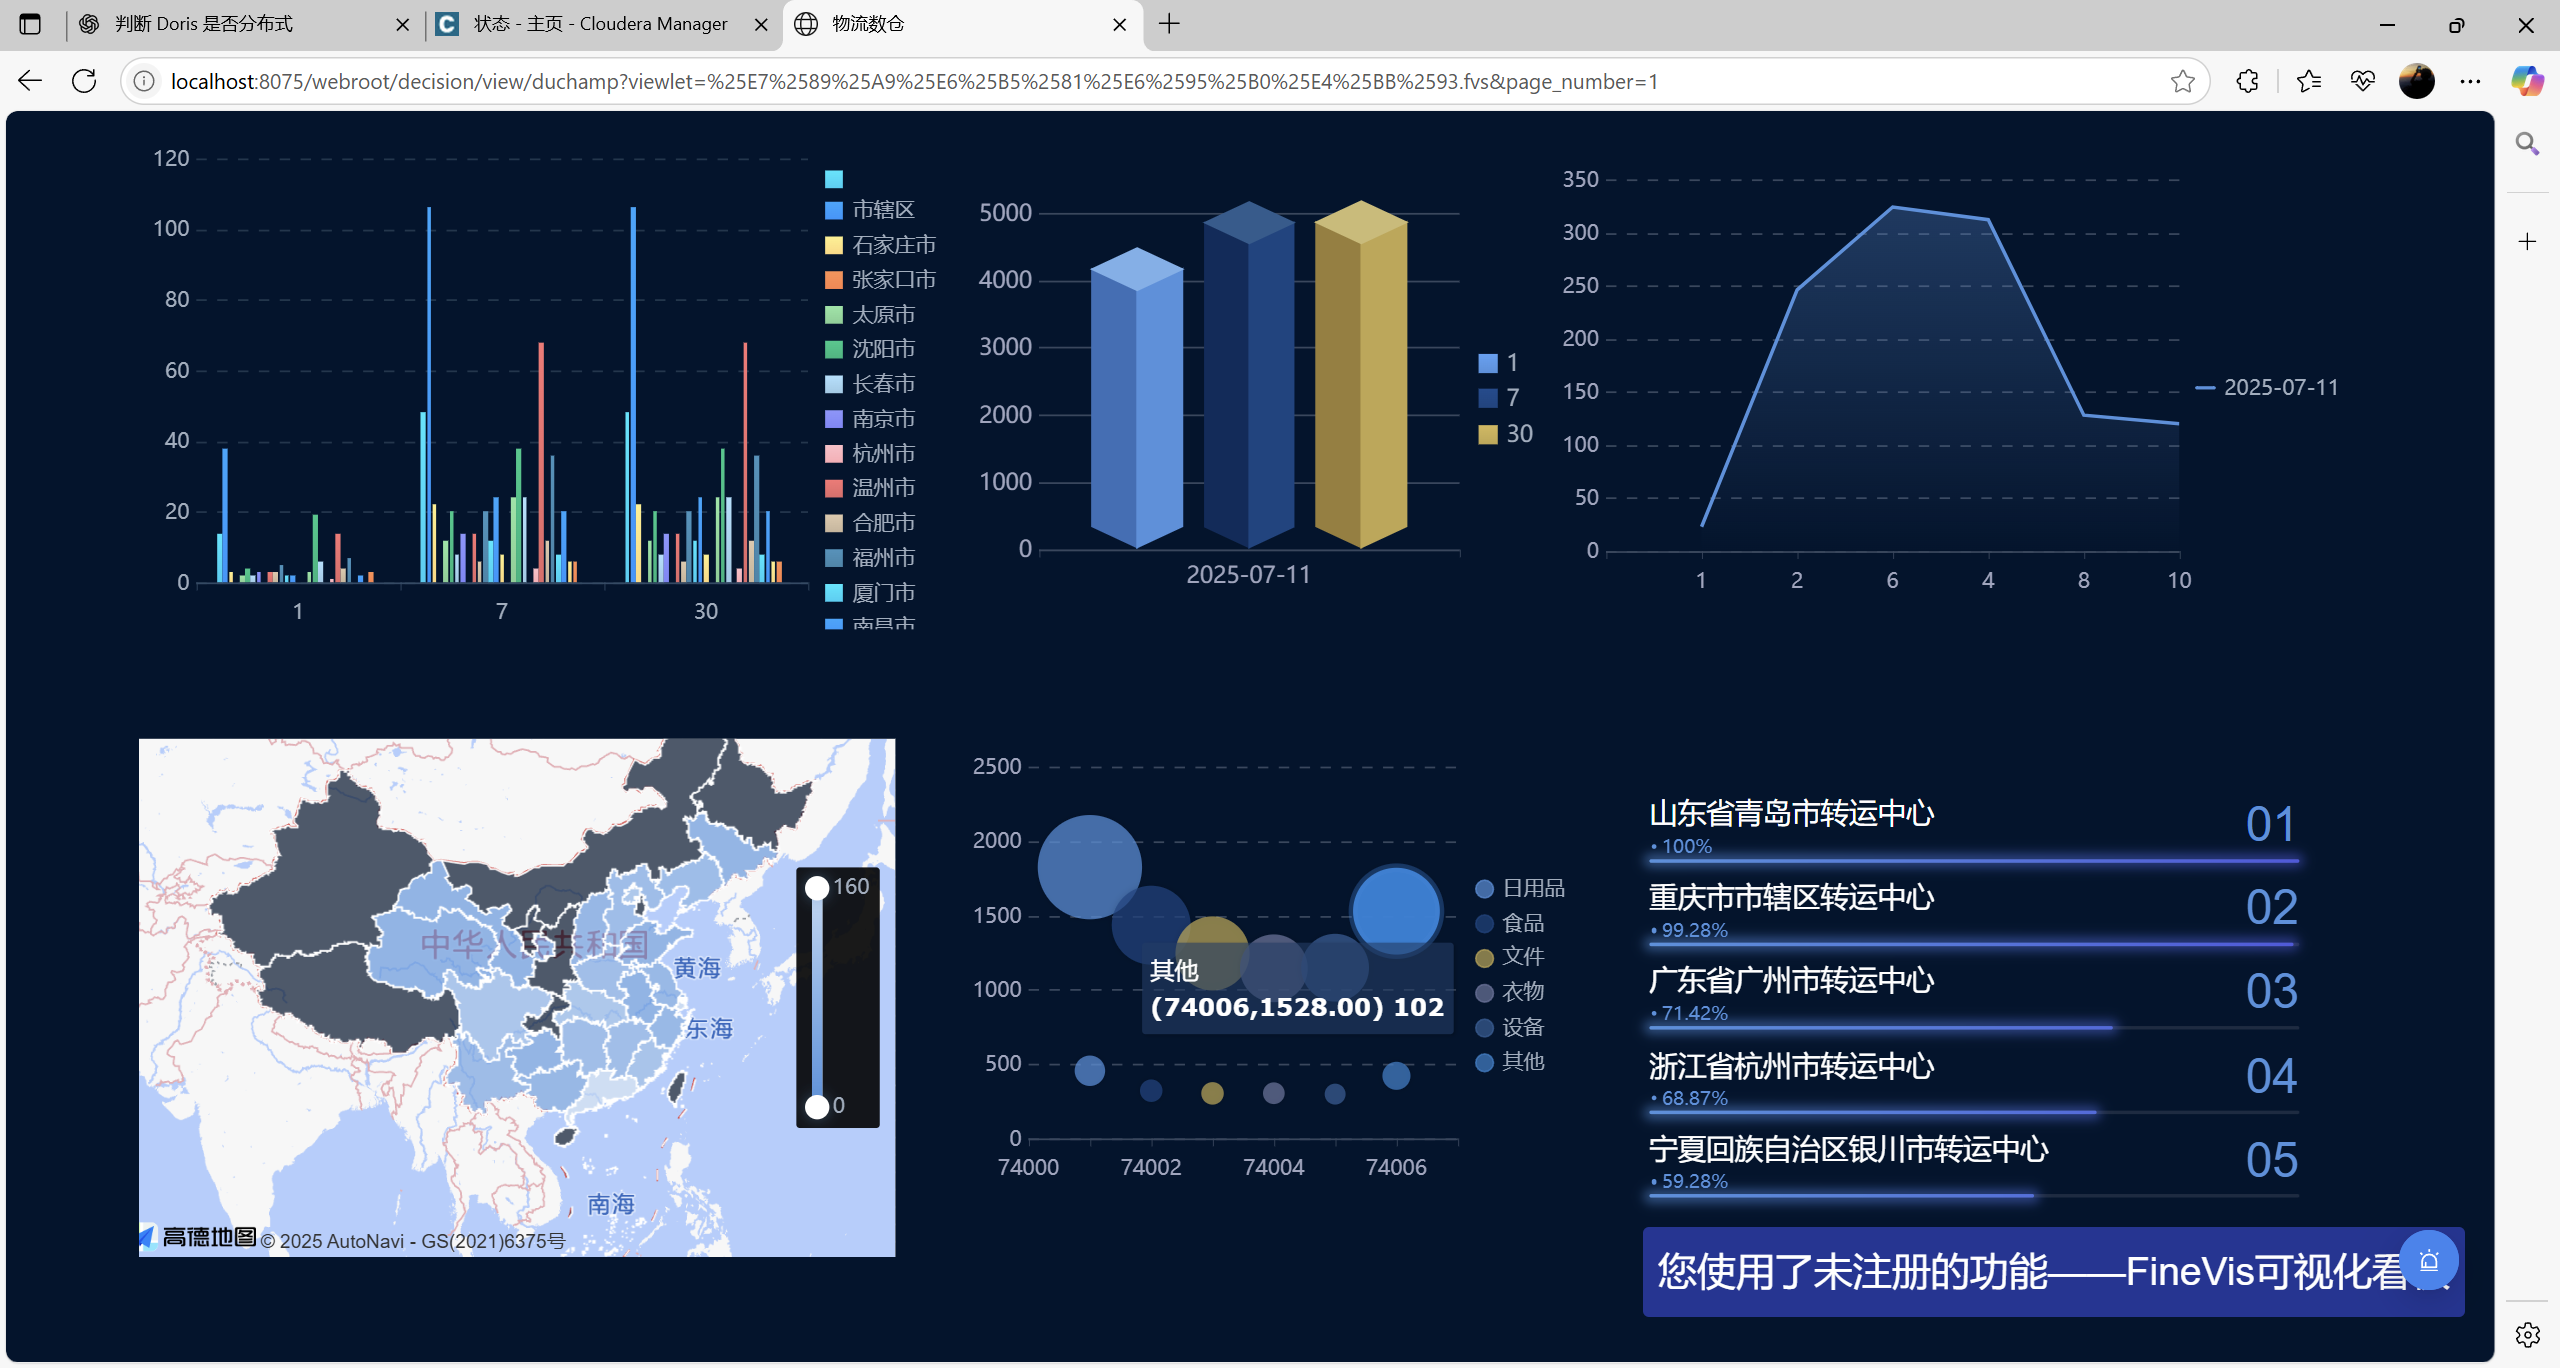 判断 Doris 是否分布式
状态 - 主页 - Cloudera Manager
物流数仓
localhost:8075/webroot/decision/view/duchamp?viewlet=%25E7%2589%25A9%25E6%25B5%2581%25E6%2595%25B0%25E4%25BB%2593.fvs&page_number=1
120
100
80
60
40
20
0
1
7
30
市辖区
石家庄市
张家口市
太原市
沈阳市
长春市
南京市
杭州市
温州市
合肥市
福州市
厦门市
南昌市
5000
4000
3000
2000
1000
0
2025-07-11
1
7
30
350
300
250
200
150
100
50
0
1
2
6
4
8
10
2025-07-11
中华人民共和国
黄海
东海
南海
160
0
高德地图 © 2025 AutoNavi - GS(2021)6375号
2500
2000
1500
1000
500
0
74000
74002
74004
74006
其他
(74006,1528.00) 102
日用品
食品
文件
衣物
设备
其他
山东省青岛市转运中心
01
• 100%
重庆市市辖区转运中心
02
• 99.28%
广东省广州市转运中心
03
• 71.42%
浙江省杭州市转运中心
04
• 68.87%
宁夏回族自治区银川市转运中心
05
• 59.28%
您使用了未注册的功能——FineVis可视化看